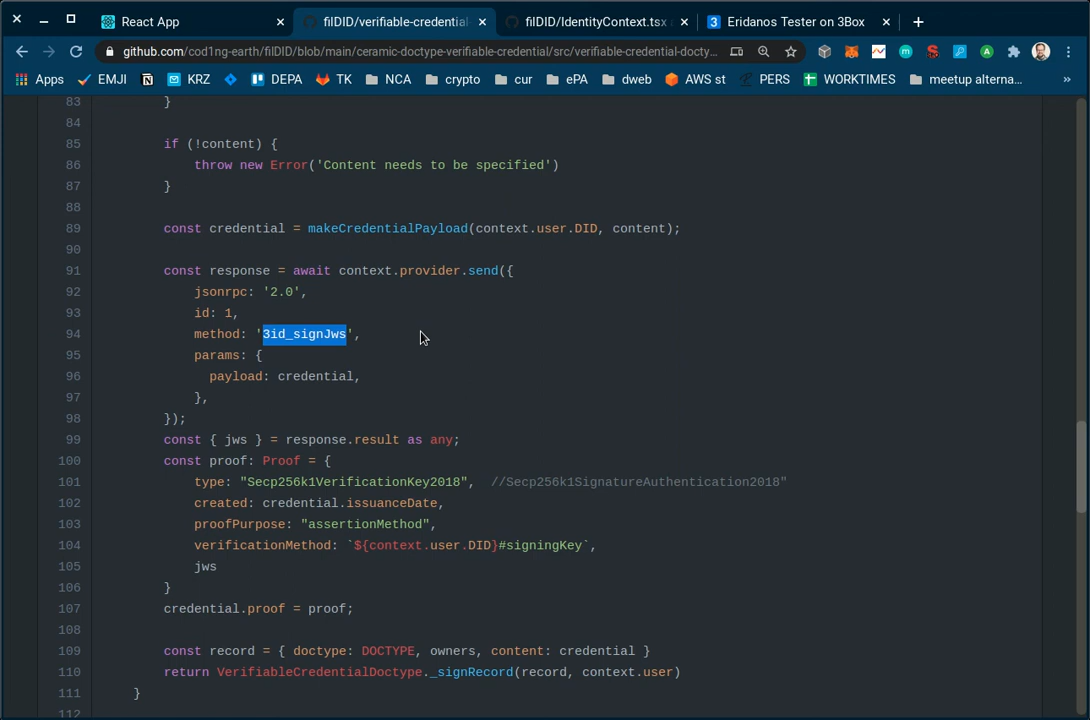 React App
filDID/verifiable-credential-
filDID/IdentityContext.tsx a
3 Eridanos Tester on 3Box
github.com/cod1ng-earth/filDID/blob/main/ceramic-doctype-verifiable-credential/src/verifiable-credential-docty...
Apps EMJI KRZ DEPA TK NCA crypto cur ePA dweb AWS st PERS WORKTIMES meetup alterna... »
83 }
84
85 if (!content) {
86 throw new Error('Content needs to be specified')
87 }
88
89 const credential = makeCredentialPayload(context.user.DID, content);
90
91 const response = await context.provider.send({
92 jsonrpc: '2.0',
93 id: 1,
94 method: '3id_signJws',
95 params: {
96 payload: credential,
97 },
98 });
99 const { jws } = response.result as any;
100 const proof: Proof = {
101 type: "Secp256k1VerificationKey2018", //Secp256k1SignatureAuthentication2018"
102 created: credential.issuanceDate,
103 proofPurpose: "assertionMethod",
104 verificationMethod: `${context.user.DID}#signingKey`,
105 jws
106 }
107 credential.proof = proof;
108
109 const record = { doctype: DOCTYPE, owners, content: credential }
110 return VerifiableCredentialDoctype._signRecord(record, context.user)
111 }
112